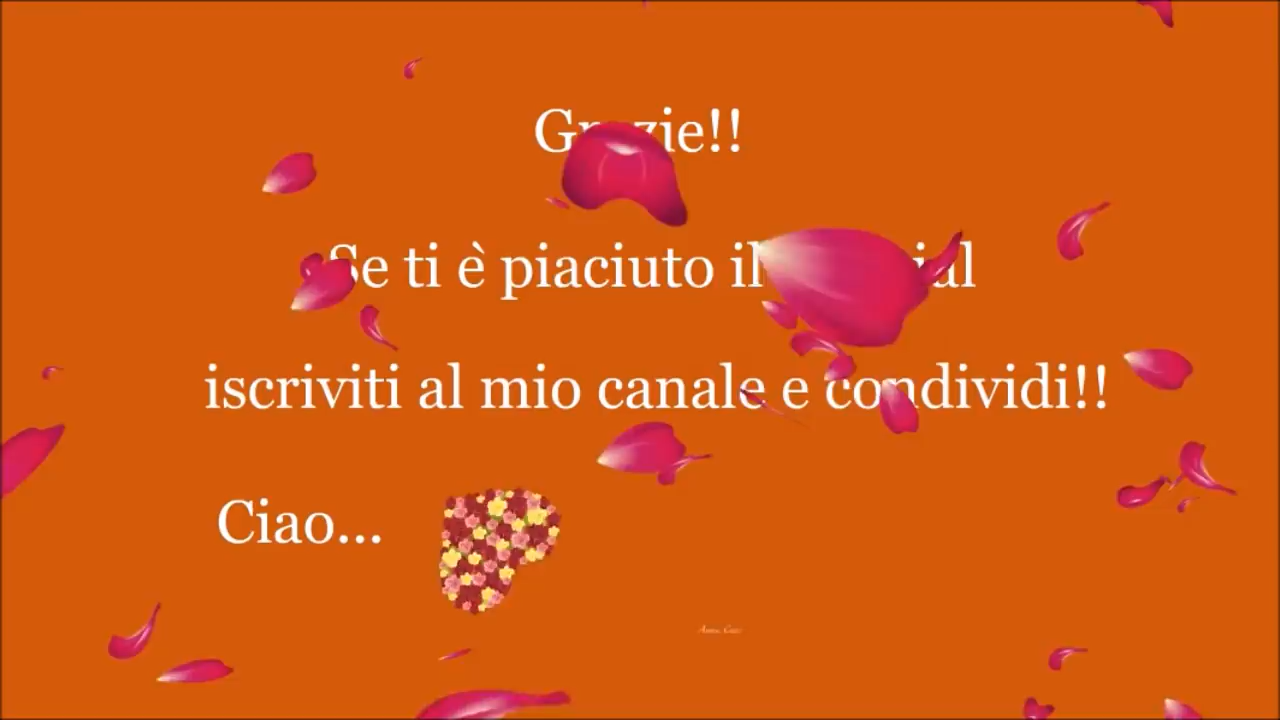 Grazie!!
Se ti è piaciuto il
iscriviti al mio canale e condividi!!
Ciao...